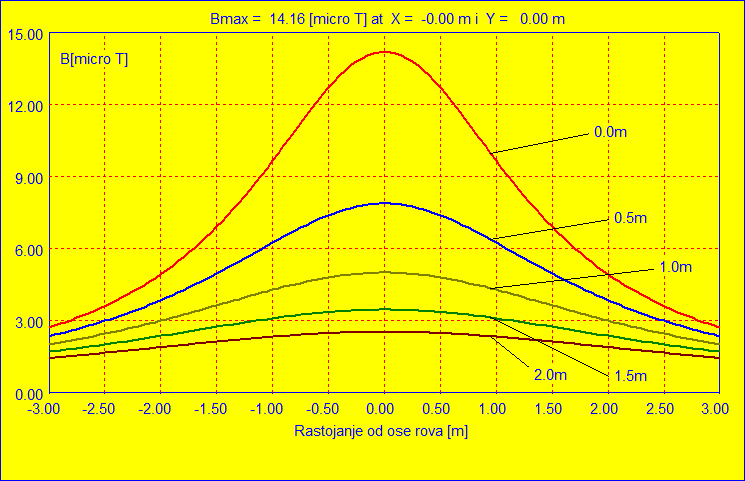 Bmax = 14.16 [micro T] at X = -0.00 m i Y = 0.00 m
15.00
B[micro T]
12.00
0.0m
9.00
0.5m
6.00
1.0m
3.00
2.0m
1.5m
0.00
-3.00 -2.50 -2.00 -1.50 -1.00 -0.50 0.00 0.50 1.00 1.50 2.00 2.50 3.00
Rastojanje od ose rova [m]